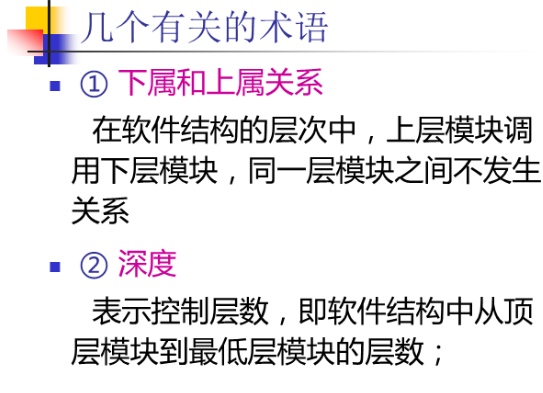 几个有关的术语
① 下属和上属关系
在软件结构的层次中，上层模块调
用下层模块，同一层模块之间不发生
关系
② 深度
表示控制层数，即软件结构中从顶
层模块到最低层模块的层数；